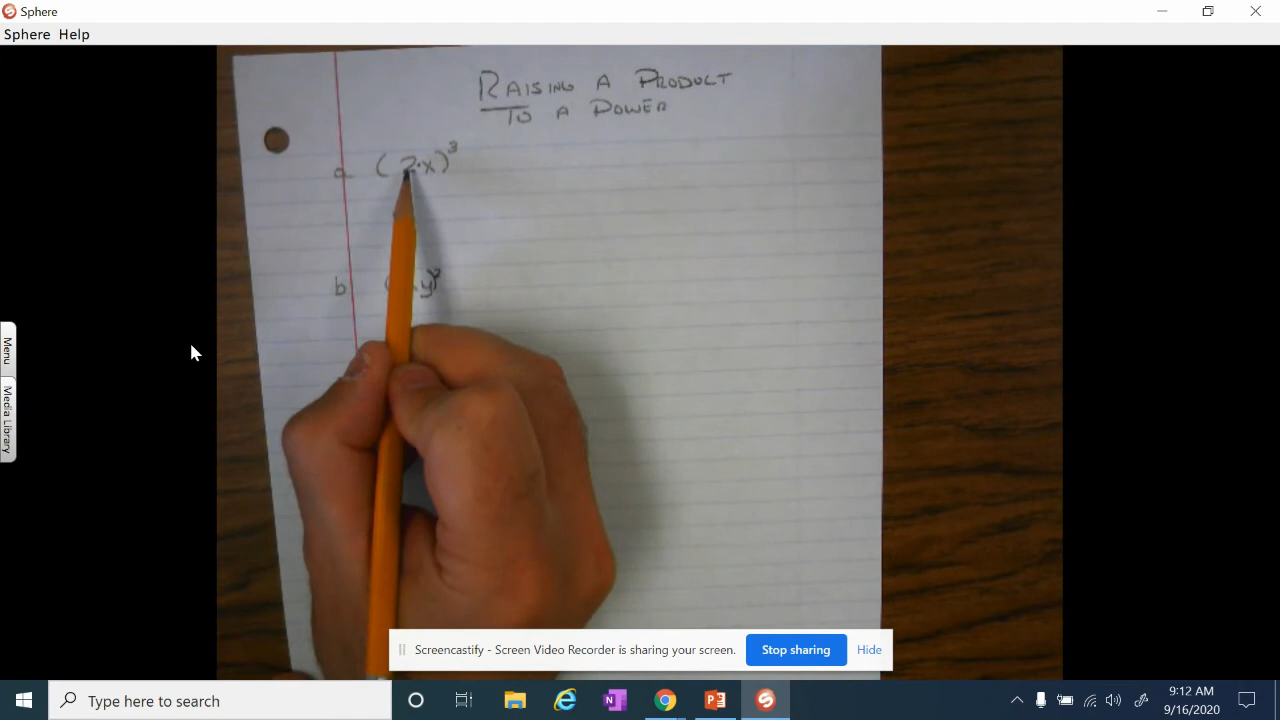 Sphere
Sphere Help
RAISING A PRODUCT
TO A POWER
a (2·x)³
b ( y)
Menu
Media Library
Screencastify - Screen Video Recorder is sharing your screen.
Stop sharing
Hide
Type here to search
9:12 AM
9/16/2020